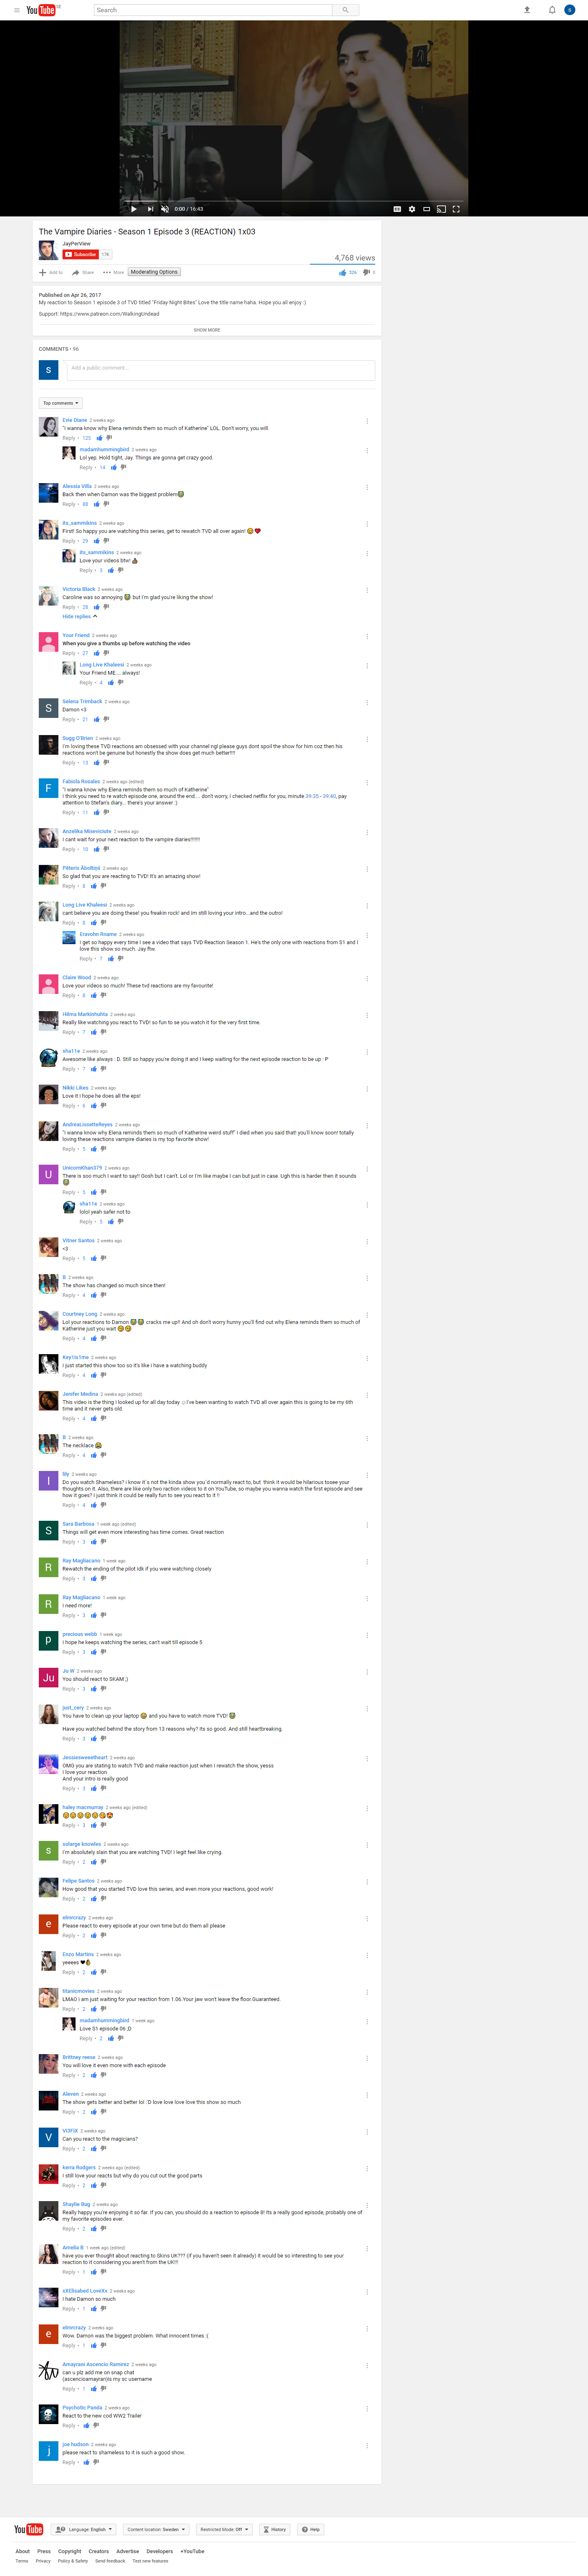 YouTube SE
Search
S
0:00 / 16:43
The Vampire Diaries - Season 1 Episode 3 (REACTION) 1x03
JayPerView
Subscriber 17K
4,768 views
Add to Share More Moderating Options
Published on Apr 26, 2017
My reaction to Season 1 episode 3 of TVD titled "Friday Night Bites" Love the title name haha. Hope you all enjoy :)
Support: https://www.patreon.com/WalkingUndead
SHOW MORE
COMMENTS • 96
S
Add a public comment...
Top comments
Este Diane 2 weeks ago
"I wanna know why Elena reminds them so much of Katherine" LOL. Don't worry, you will.
Reply • 125
madamhummingbird 2 weeks ago
Lol yep. Hold tight, Jay. Things are gonna get crazy good.
Reply • 14
Alessia Villa 2 weeks ago
Back then when Damon was the biggest problem😭
Reply • 88
its_sammikins 2 weeks ago
First! So happy you are watching this series, get to rewatch TVD all over again!
Reply • 29
its_sammikins 2 weeks ago
Love your videos btw!
Reply • 3
Victoria Black 2 weeks ago
Caroline was so annoying 😭 but I'm glad you're liking the show!
Reply • 28
Hide replies
Your Friend 2 weeks ago
When you give a thumbs up before watching the video
Reply • 27
Long Live Khaleesi 2 weeks ago
Your Friend ME.... always!
Reply • 4
Selena Trimback 2 weeks ago
S
Damon <3
Reply • 21
Sugg O'Brien 2 weeks ago
I'm loving these TVD reactions am obsessed with your channel ngl please guys dont spoil the show for him coz then his
reactions won't be genuine but honestly the show does get much better!!!!
Reply • 13
Fabiola Rosales 2 weeks ago (edited)
F
"I wanna know why Elena reminds them so much of Katherine"
I think you need to re watch episode one, around the end.... don't worry, I checked netflix for you, minute 39:35 - 39:40, pay
attention to Stefan's diary... there's your answer :)
Reply • 11
Anzelika Miseviciute 2 weeks ago
I cant wait for your next reaction to the vampire diaries!!!!!!!
Reply • 10
Pēteris Āboltiņš 2 weeks ago
So glad that you are reacting to TVD! It's an amazing show!
Reply • 8
Long Live Khaleesi 2 weeks ago
cant believe you are doing these! you freakin rock! and Im still loving your intro...and the outro!
Reply • 8
Eravohn Rname 2 weeks ago
I get so happy every time I see a video that says TVD Reaction Season 1. He's the only one with reactions from S1 and I
love this show so much. Jay ftw.
Reply • 7
Claire Wood 2 weeks ago
Love your videos so much! These tvd reactions are my favourite!
Reply • 8
Hilma Markinhuhta 2 weeks ago
Really like watching you react to TVD! so fun to se you watch it for the very first time.
Reply • 7
sha11e 2 weeks ago
Awesome like always : D. Still so happy you're doing it and I keep waiting for the next episode reaction to be up : P
Reply • 7
Nikki Likes 2 weeks ago
Love it I hope he does all the eps!
Reply • 6
AndreaLissetteReyes 2 weeks ago
"I wanna know why Elena reminds them so much of Katherine weird stuff" I died when you said that! you'll know soon! totally
loving these reactions vampire diaries is my top favorite show!
Reply • 5
UnicornKhan379 2 weeks ago
U
There is soo much I want to say!! Gosh but I can't. Lol or I'm like maybe I can but just in case. Ugh this is harder then it sounds
😭
Reply • 5
sha11e 2 weeks ago
lolol yeah safer not to
Reply • 5
Vitner Santos 2 weeks ago
<3
Reply • 5
B 2 weeks ago
The show has changed so much since then!
Reply • 4
Courtney Long 2 weeks ago
Lol your reactions to Damon 😭😭 cracks me up!! And oh don't worry hunny you'll find out why Elena reminds them so much of
Katherine just you wait
Reply • 4
Key1is1me 2 weeks ago
I just started this show too so it's like i have a watching buddy
Reply • 4
Jenifer Medina 2 weeks ago (edited)
This video is the thing I looked up for all day today ☺I've been wanting to watch TVD all over again this is going to be my 6th
time and it never gets old.
Reply • 4
B 2 weeks ago
The necklace 😭
Reply • 4
lily 2 weeks ago
l
Do you watch Shameless? i know it`s not the kinda show you`d normally react to, but .think it would be hilarious tosee your
thoughts on it. Also, there are like only two raction videos to it on YouTube, so maybe you wanna watch the first episode and see
how it goes? I just think it could be really fun to see you react to it !!
Reply • 4
Sara Barbosa 1 week ago (edited)
S
Things will get even more interesting has time comes. Great reaction
Reply • 3
Ray Magliacano 1 week ago
R
Rewatch the ending of the pilot idk if you were watching closely
Reply • 3
Ray Magliacano 1 week ago
R
I need more!
Reply • 3
precious webb 1 week ago
p
I hope he keeps watching the series, can't wait till episode 5
Reply • 3
Ju W 2 weeks ago
Ju
You should react to SKAM ;)
Reply • 3
just_cery 2 weeks ago
You have to clean up your laptop 😂 and you have to watch more TVD! 😭
Have you watched behind the story from 13 reasons why? Its so good. And still heartbreaking.
Reply • 3
Jessiesweeetheart 2 weeks ago
OMG you are stating to watch TVD and make reaction just when I rewatch the show, yesss
I love your reaction
And your intro is really good
Reply • 3
haley macmurray 2 weeks ago (edited)
Reply • 3
solange knowles 2 weeks ago
s
I'm absolutely slain that you are watching TVD! I legit feel like crying.
Reply • 2
Felipe Santos 2 weeks ago
How good that you started TVD love this series, and even more your reactions, good work!
Reply • 2
elinrcrazy 2 weeks ago
e
Please react to every episode at your own time but do them all please
Reply • 2
Enzo Martins 2 weeks ago
yeeees
Reply • 2
titanicmovies 2 weeks ago
LMAO I am just waiting for your reaction from 1.06.Your jaw won't leave the floor.Guaranteed.
Reply • 2
madamhummingbird 1 week ago
Love S1 episode 06 ;D
Reply • 2
Brittney reese 2 weeks ago
You will love it even more with each episode
Reply • 2
Aleven 2 weeks ago
The show gets better and better lol :'D love love love love this show so much
Reply • 2
Vi3FiX 2 weeks ago
V
Can you react to the magicians?
Reply • 2
kerra Rodgers 2 weeks ago (edited)
I still love your reacts but why do you cut out the good parts
Reply • 2
Shaylie Bug 2 weeks ago
Really happy you're enjoying it so far. If you can, you should do a reaction to episode 8! Its a really good episode, probably one of
my favorite episodes ever.
Reply • 2
Amelia B 1 week ago (edited)
have you ever thought about reacting to Skins UK??? (if you haven't seen it already) It would be so interesting to see your
reaction to it considering you aren't from the UK!!!
Reply • 1
xXElisabed LoveXx 2 weeks ago
I hate Damon so much
Reply • 1
elinrcrazy 2 weeks ago
e
Wow. Damon was the biggest problem. What innocent times :(
Reply • 1
Amayrani Ascencio Ramirez 2 weeks ago
can u plz add me on snap chat
(ascencioamayrani)is my sc username
Reply • 1
Psychotic Panda 2 weeks ago
React to the new cod WW2 Trailer
Reply •
joe hudson 2 weeks ago
j
please react to shameless to it is such a good show.
Reply •
YouTube Language: English Content location: Sweden Restricted Mode: Off History Help
About Press Copyright Creators Advertise Developers +YouTube
Terms Privacy Policy & Safety Send feedback Test new features